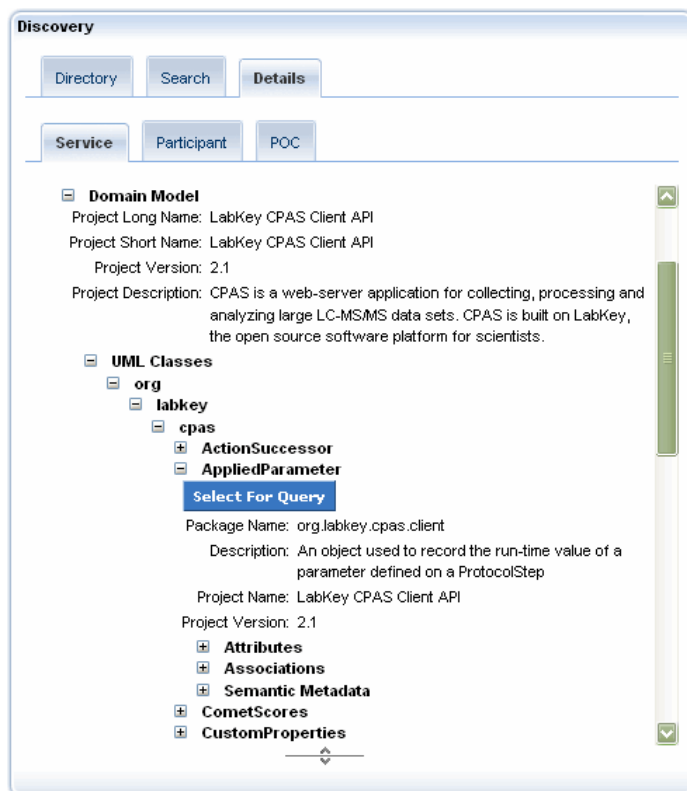 Discovery
Directory Search Details
Service Participant POC
Domain Model
Project Long Name: LabKey CPAS Client API
Project Short Name: LabKey CPAS Client API
Project Version: 2.1
Project Description: CPAS is a web-server application for collecting, processing and
analyzing large LC-MS/MS data sets. CPAS is built on LabKey,
the open source software platform for scientists.
UML Classes
org
labkey
cpas
ActionSuccessor
AppliedParameter
Select For Query
Package Name: org.labkey.cpas.client
Description: An object used to record the run-time value of a
parameter defined on a ProtocolStep
Project Name: LabKey CPAS Client API
Project Version: 2.1
Attributes
Associations
Semantic Metadata
CometScores
CustomProperties